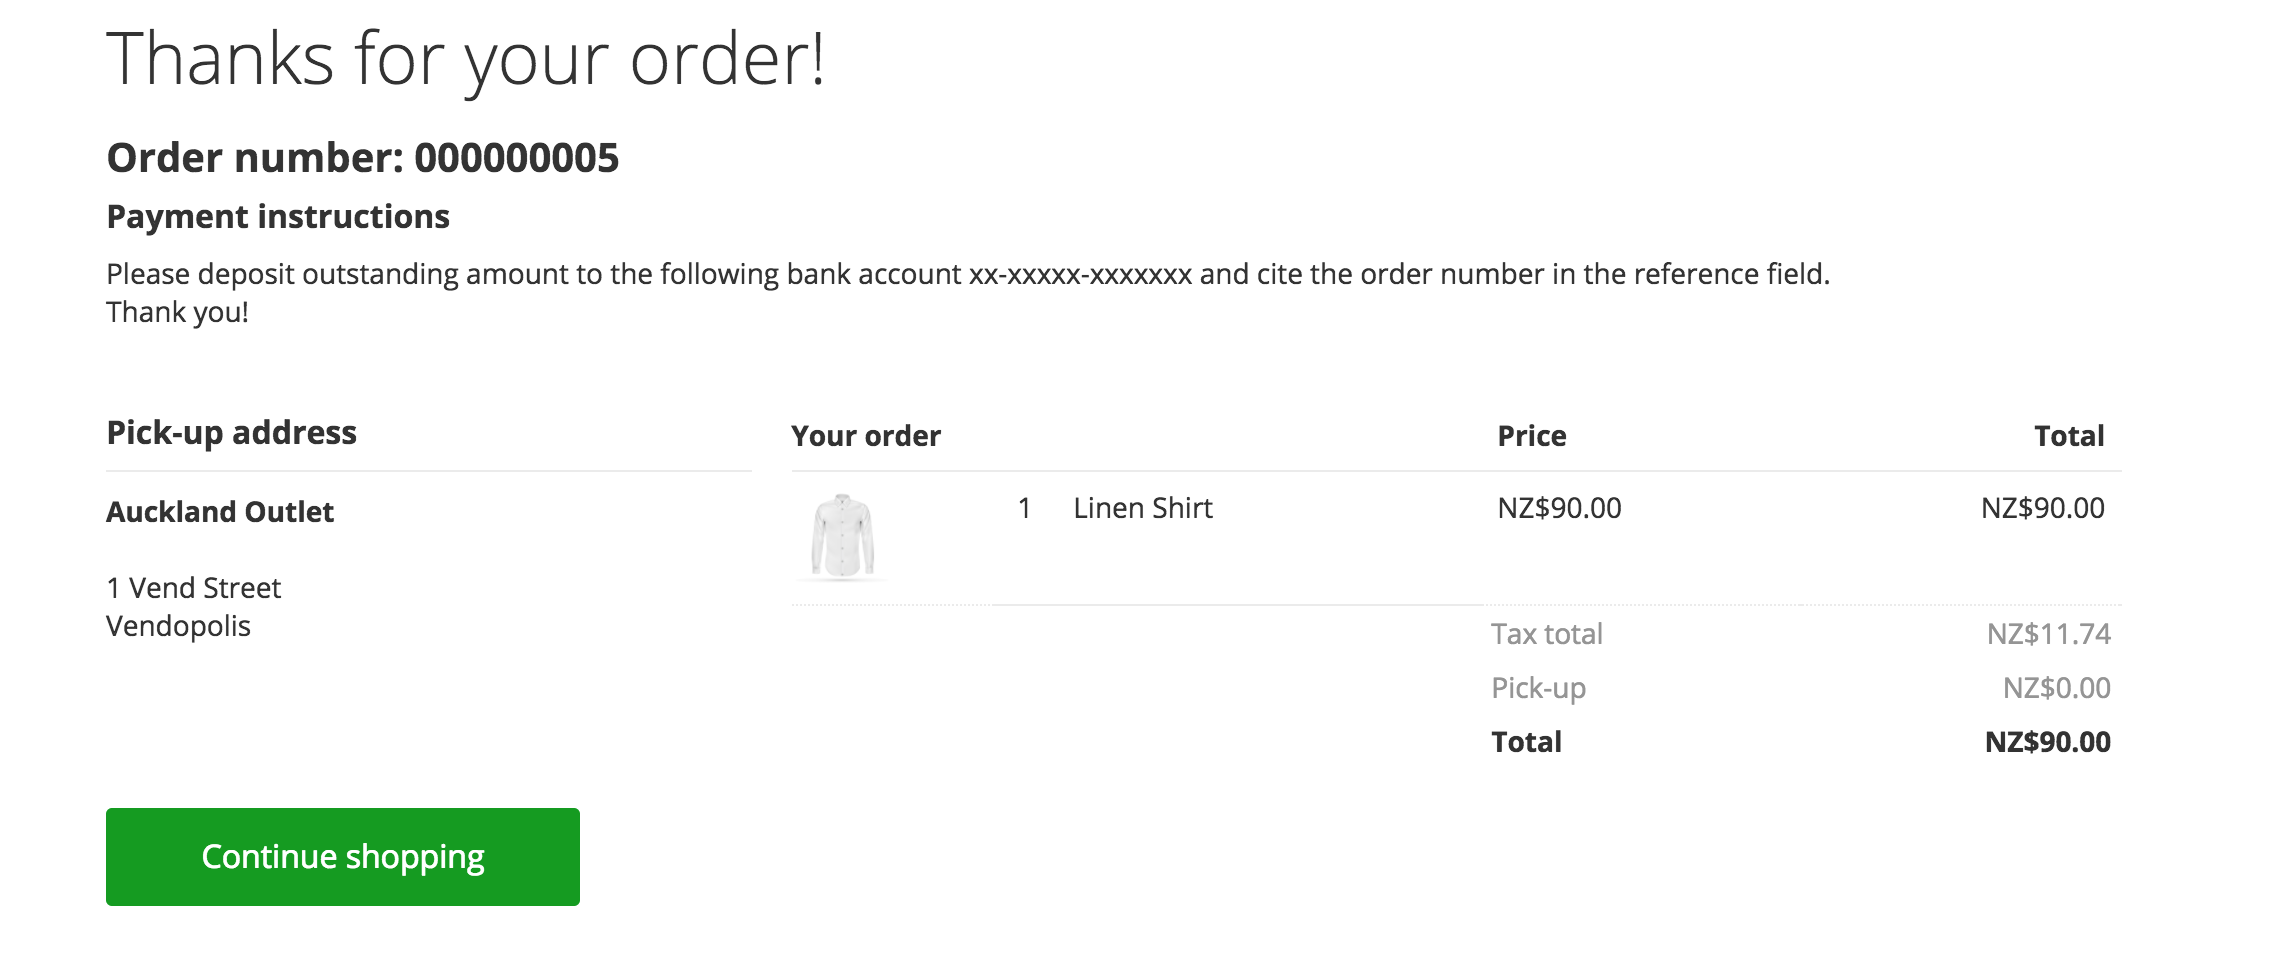 Thanks for your order!
Order number: 000000005
Payment instructions
Please deposit outstanding amount to the following bank account xx-xxxxx-xxxxxxx and cite the order number in the reference field.
Thank you!
Pick-up address
Auckland Outlet
1 Vend Street
Vendopolis
Your order Price Total
1 Linen Shirt NZ$90.00 NZ$90.00
Tax total NZ$11.74
Pick-up NZ$0.00
Total NZ$90.00
Continue shopping